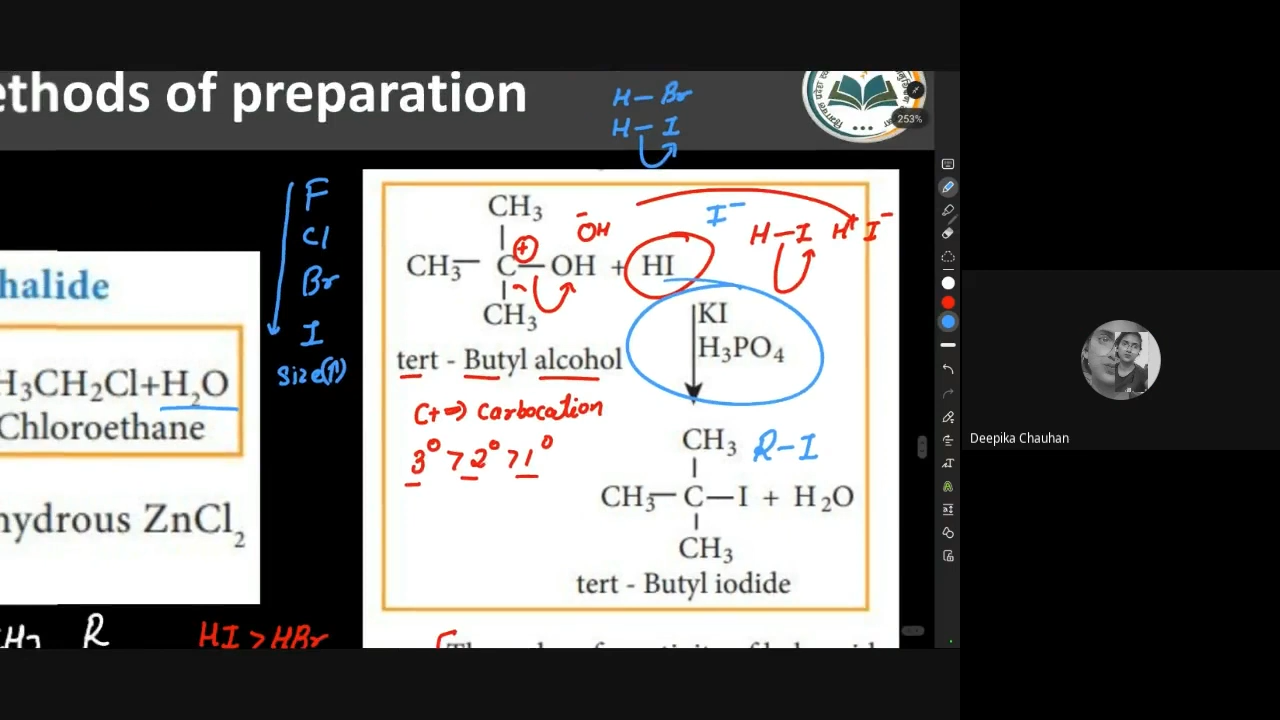 ethods of preparation
H-Br
H-I
253%
F
Cl
Br
I
Size(↑)
halide
H₃CH₂Cl+H₂O
Chloroethane
hydrous ZnCl₂
R
HI > HBr
CH₃
⁻OH
I⁻
H-I H⁺ I⁻
CH₃— C —OH + HI
⊕
CH₃
KI
H₃PO₄
tert - Butyl alcohol
C+ ⇒ Carbocation
3° > 2° > 1°
CH₃
R-I
CH₃— C—I + H₂O
CH₃
tert - Butyl iodide
Deepika Chauhan